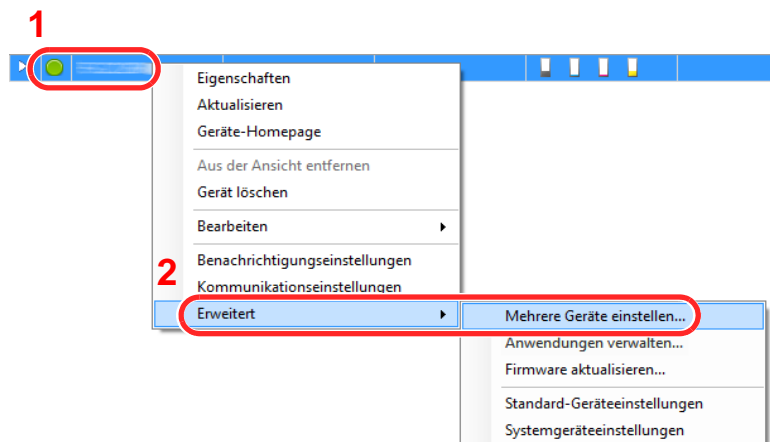 1
Eigenschaften
Aktualisieren
Geräte-Homepage
Aus der Ansicht entfernen
Gerät löschen
Bearbeiten
Benachrichtigungseinstellungen
2
Kommunikationseinstellungen
Erweitert
Mehrere Geräte einstellen...
Anwendungen verwalten...
Firmware aktualisieren...
Standard-Geräteeinstellungen
Systemgeräteeinstellungen